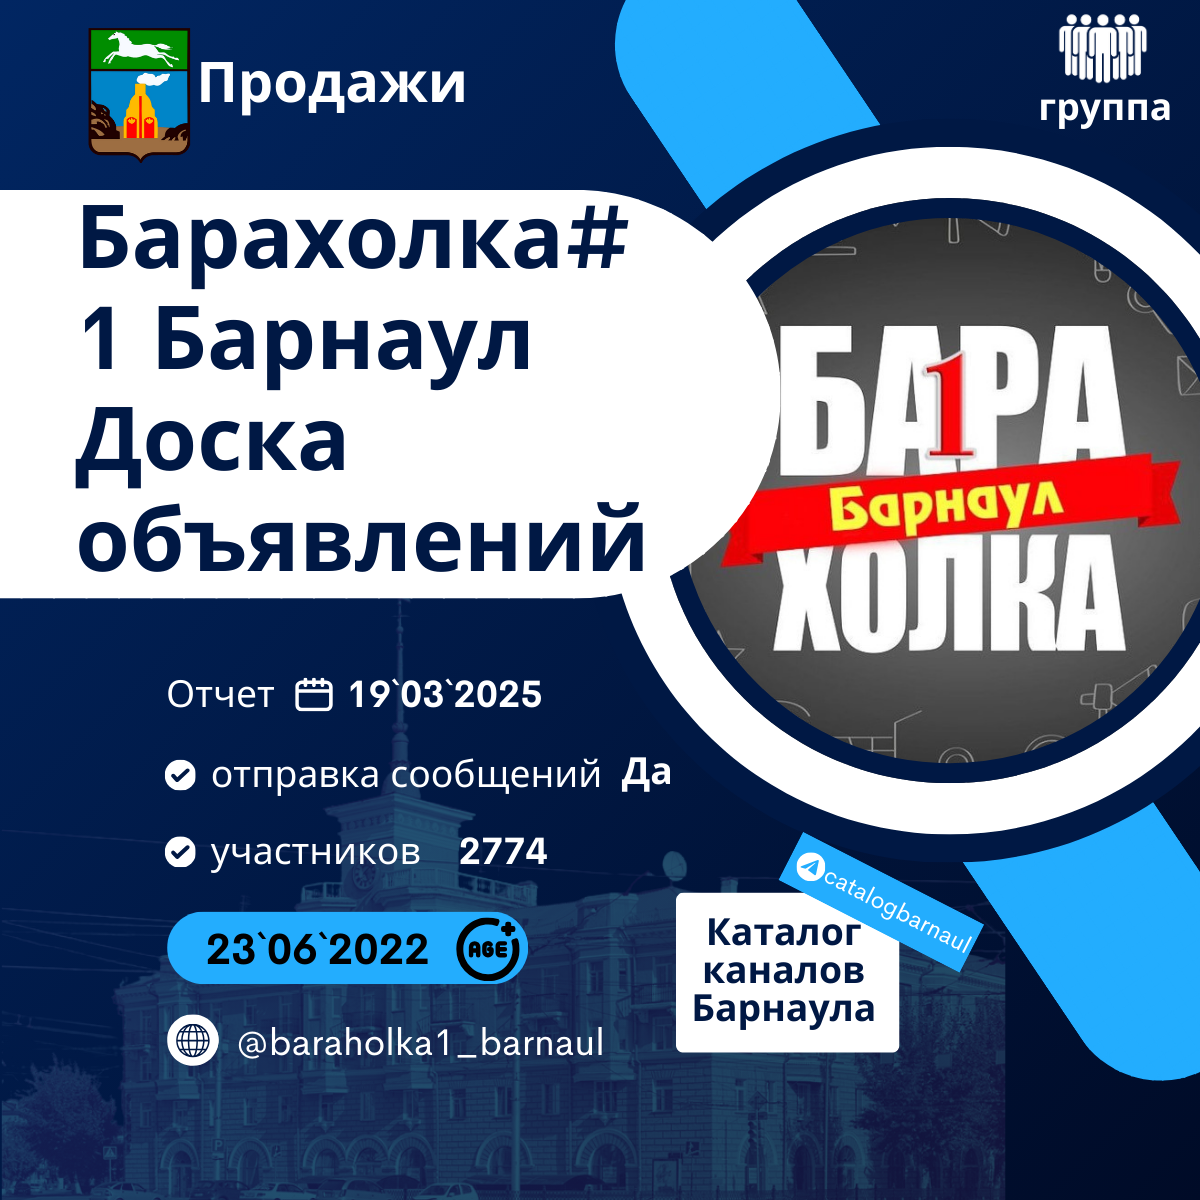 Продажи
группа
Барахолка#
1 Барнаул
Доска
объявлений
БАРА
1
Барнаул
ХОЛКА
Отчет 19`03`2025
отправка сообщений Да
участников 2774
23`06`2022 AGE+
@baraholka1_barnaul
catalogbarnaul
Каталог
каналов
Барнаула